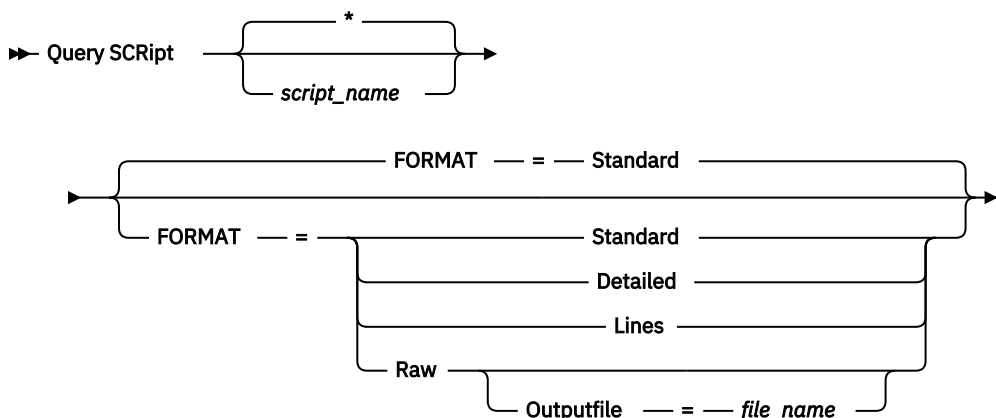 *
Query SCRipt
script_name
FORMAT = Standard
FORMAT = Standard
Detailed
Lines
Raw
Outputfile = file_name